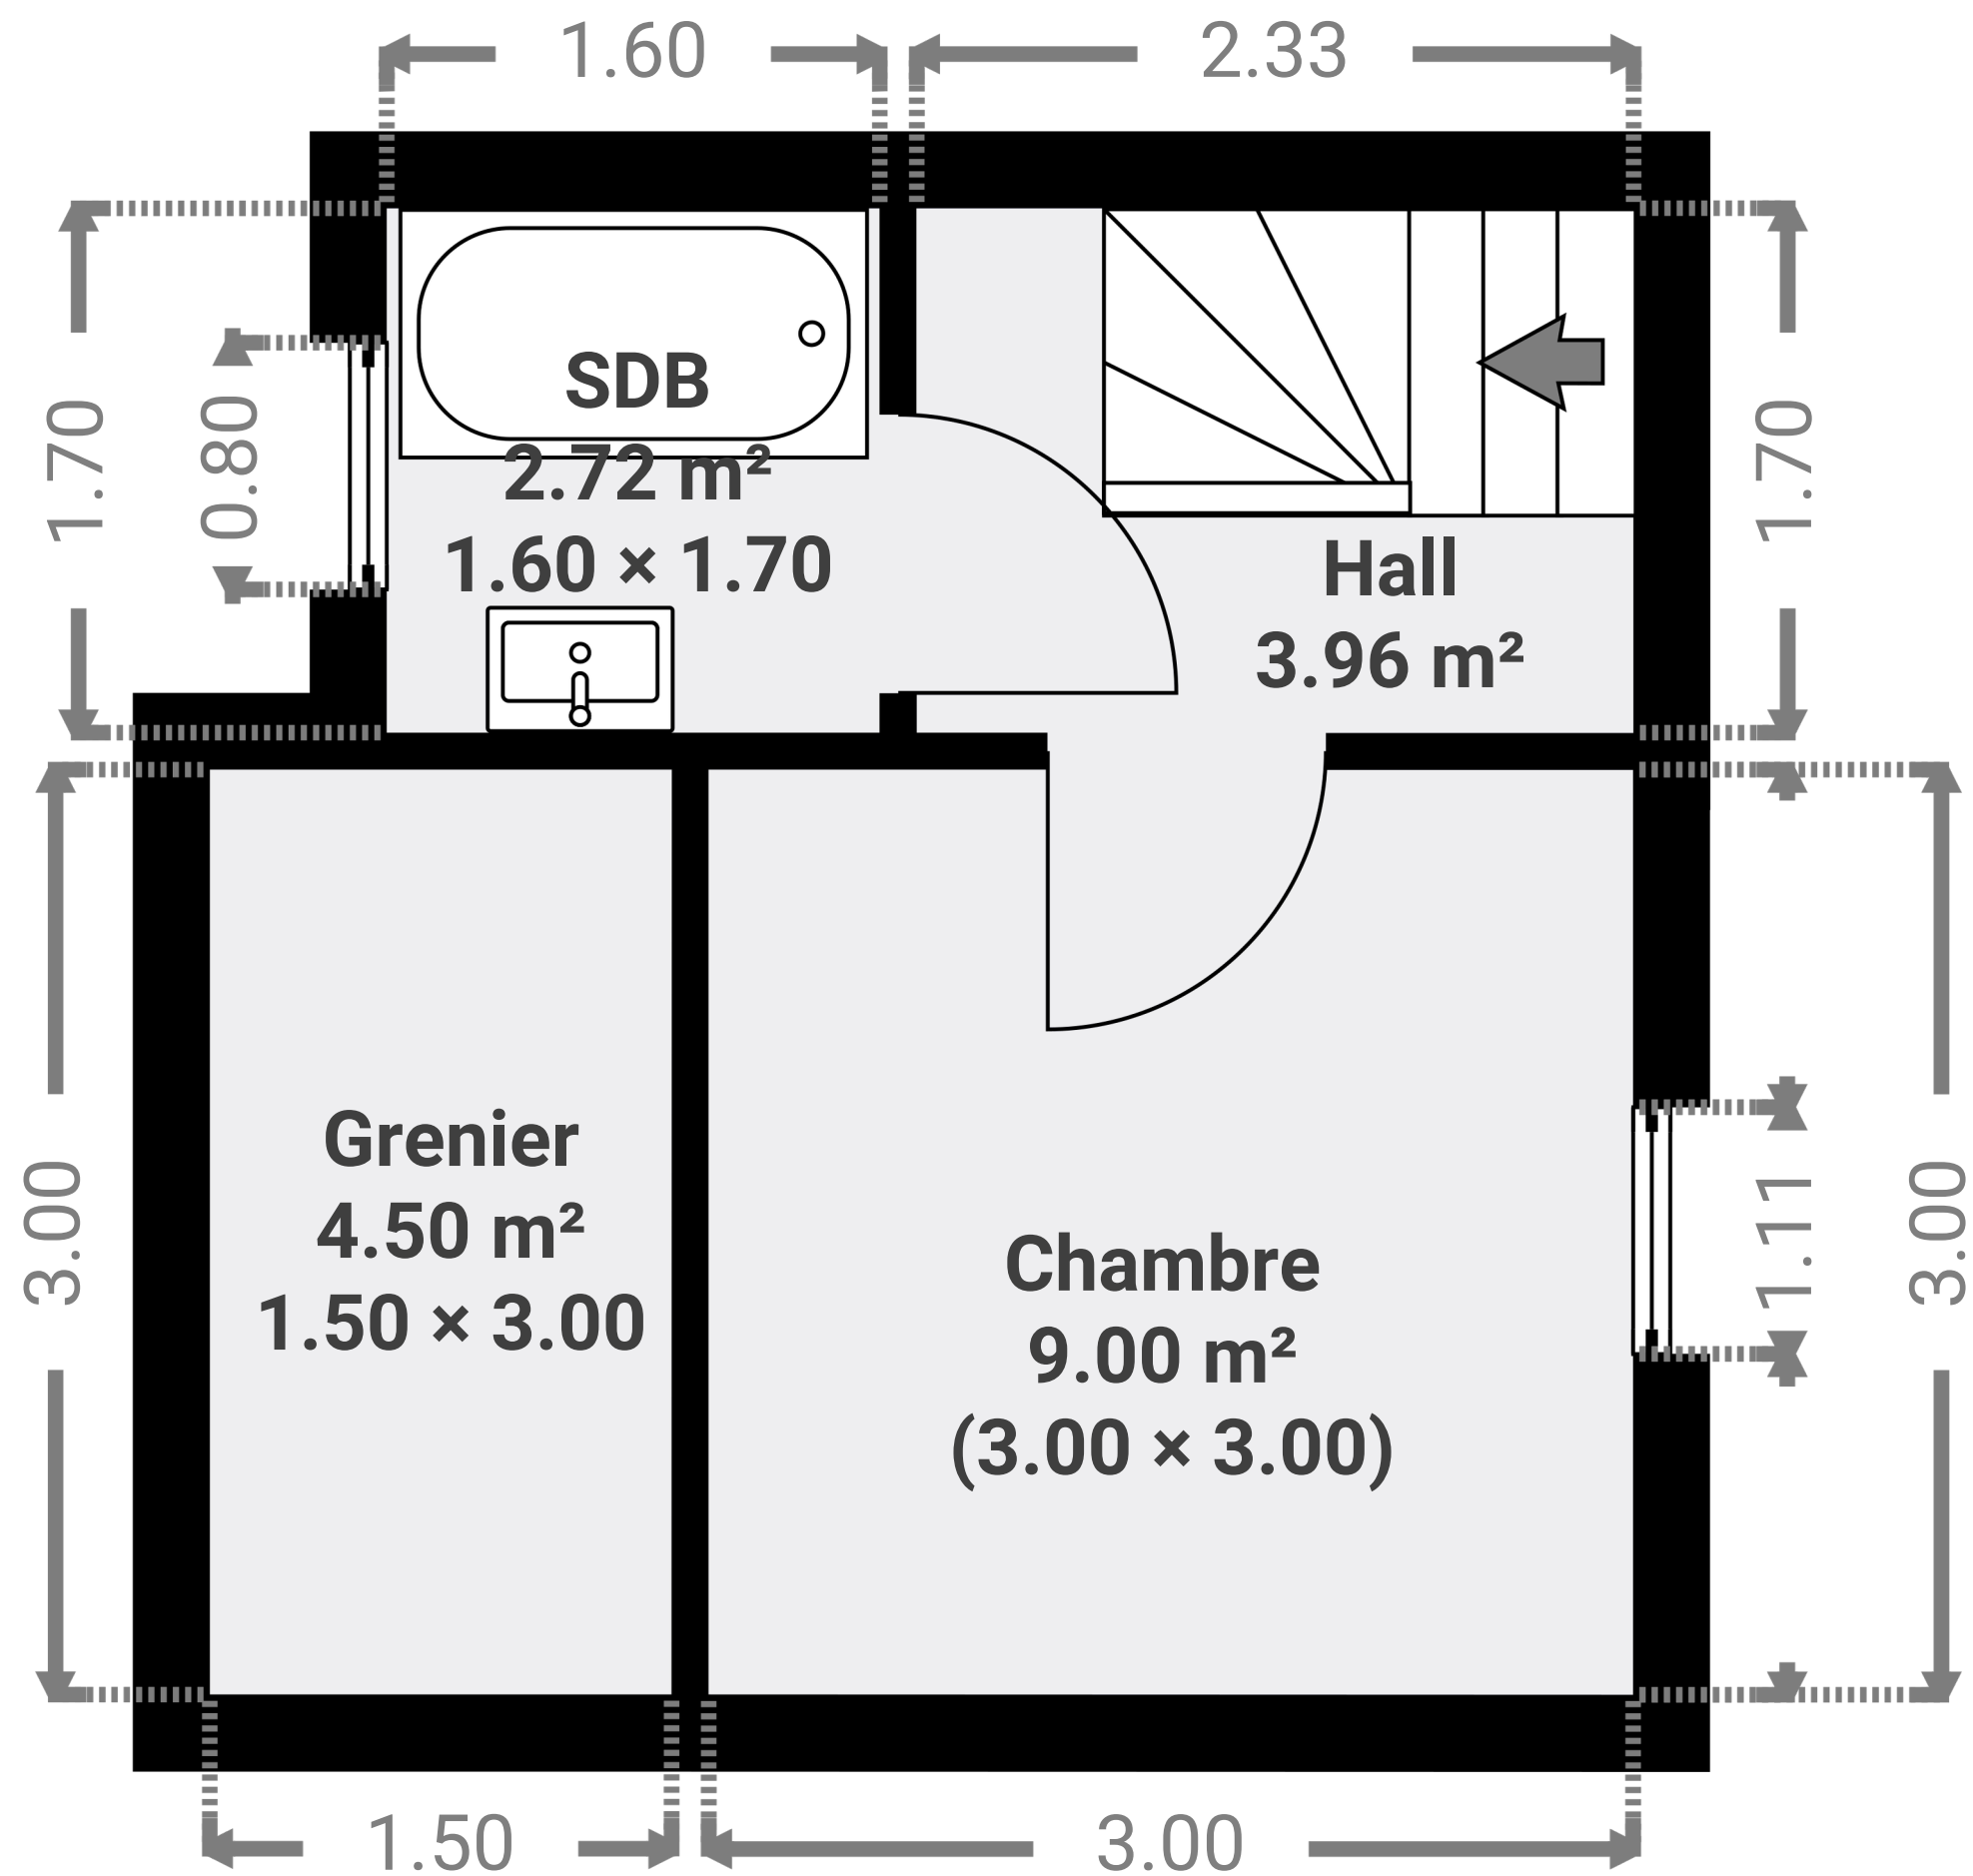 1.60
2.33
1.70
0.80
SDB
2.72 m²
1.60 × 1.70
Hall
3.96 m²
1.70
3.00
Grenier
4.50 m²
1.50 × 3.00
Chambre
9.00 m²
(3.00 × 3.00)
1.11
3.00
1.50
3.00